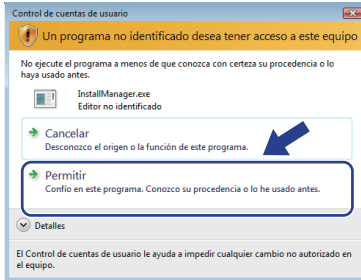 Control de cuentas de usuario
Un programa no identificado desea tener acceso a este equipo
No ejecute el programa a menos de que conozca con certeza su procedencia o lo
haya usado antes.
InstallManager.exe
Editor no identificado
Cancelar
Desconozco el origen o la función de este programa.
Permitir
Confío en este programa. Conozco su procedencia o lo he usado antes.
Detalles
El Control de cuentas de usuario le ayuda a impedir cualquier cambio no autorizado en
el equipo.